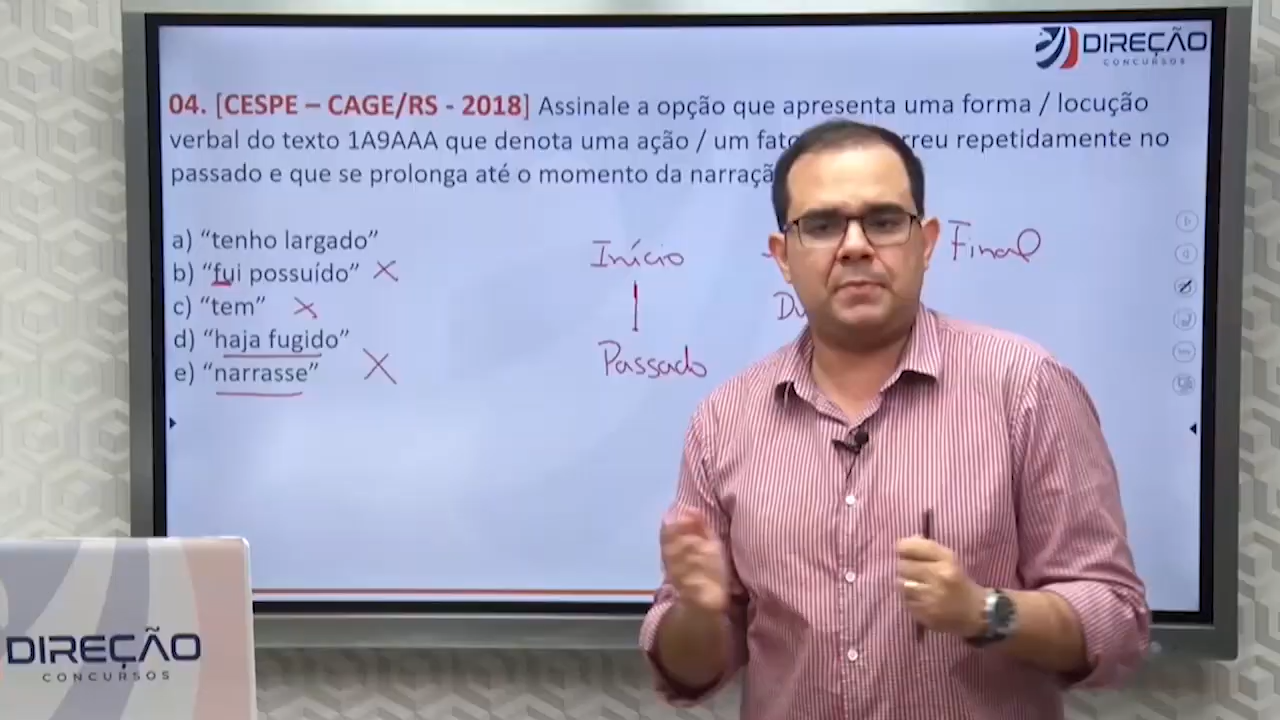 DIREÇÃO
CONCURSOS
04. [CESPE – CAGE/RS - 2018] Assinale a opção que apresenta uma forma / locução
verbal do texto 1A9AAA que denota uma ação / um fato repetidamente no
passado e que se prolonga até o momento da
a) “tenho largado”
b) “fui possuído”
c) “tem”
d) “haja fugido”
e) “narrasse”
Início
Final
Passado
DIREÇÃO
CONCURSOS